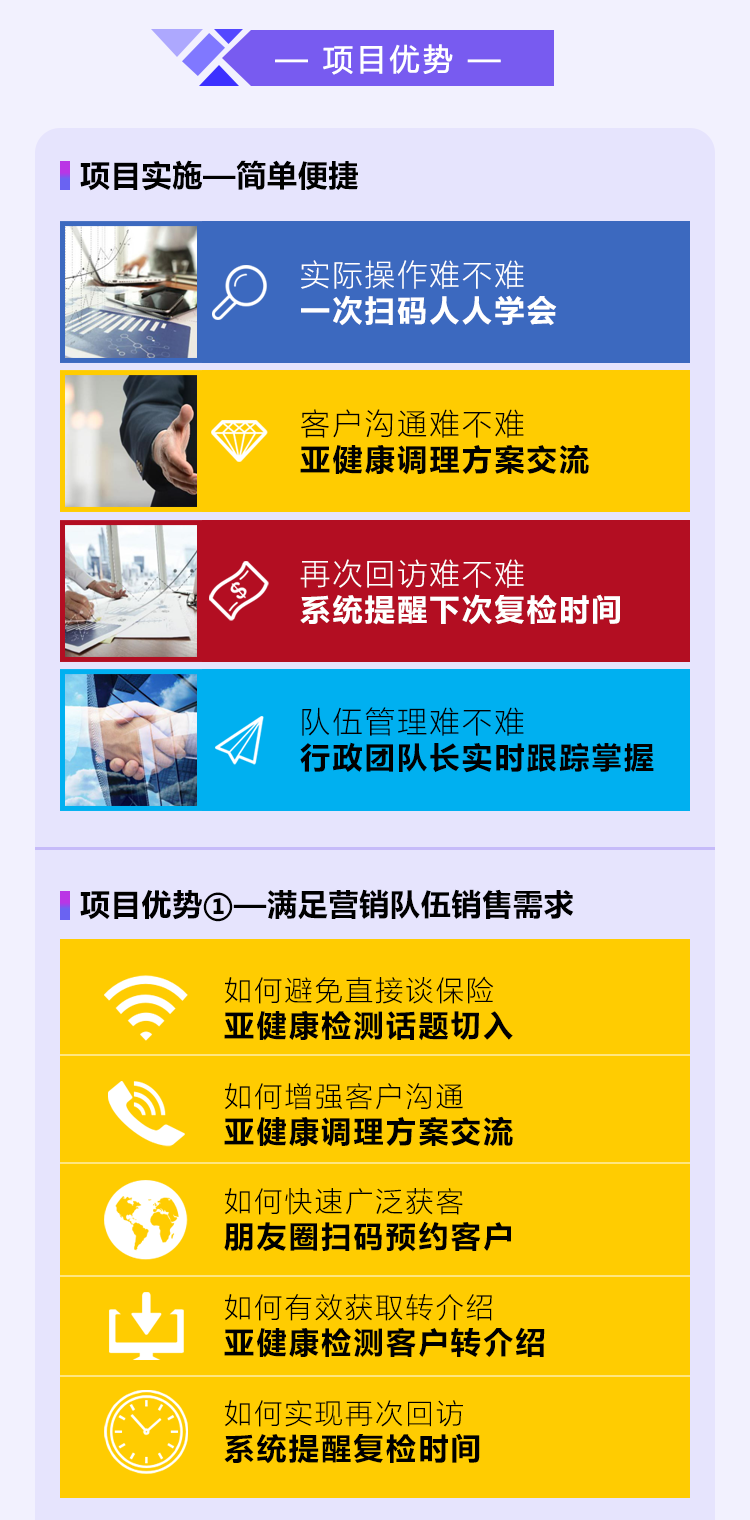 — 项目优势 —
项目实施—简单便捷
实际操作难不难
一次扫码人人学会
客户沟通难不难
亚健康调理方案交流
再次回访难不难
系统提醒下次复检时间
队伍管理难不难
行政团队长实时跟踪掌握
项目优势①—满足营销队伍销售需求
如何避免直接谈保险
亚健康检测话题切入
如何增强客户沟通
亚健康调理方案交流
如何快速广泛获客
朋友圈扫码预约客户
如何有效获取转介绍
亚健康检测客户转介绍
如何实现再次回访
系统提醒复检时间